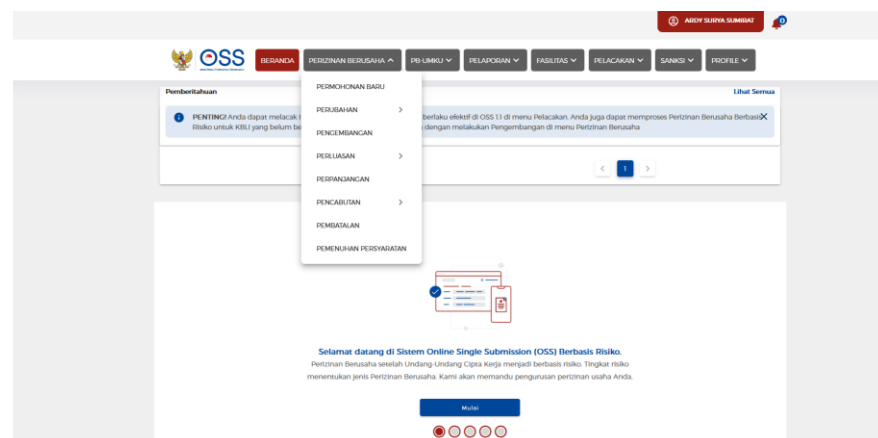 ARDY SURYA SUMIRAT
0
OSS
BERANDA
PERIZINAN BERUSAHA
PB-UMKU
PELAPORAN
FASILITAS
PELACAKAN
SANKSI
PROFILE
Pemberitahuan
Lihat Semua
PERMOHONAN BARU
PERUBAHAN
PENGEMBANGAN
PERLUASAN
PERPANJANGAN
PENCABUTAN
PEMBATALAN
PEMENUHAN PERSYARATAN
PENTING! Anda dapat melacak berlaku efektif di OSS 1.1 di menu Pelacakan. Anda juga dapat memproses Perizinan Berusaha Berbasis
Risiko untuk KBLI yang belum be dengan melakukan Pengembangan di menu Perizinan Berusaha
< 1 >
Selamat datang di Sistem Online Single Submission (OSS) Berbasis Risiko.
Perizinan Berusaha setelah Undang-Undang Cipta Kerja menjadi berbasis risiko. Tingkat risiko
menentukan jenis Perizinan Berusaha. Kami akan memandu pengurusan perizinan usaha Anda.
Mulai